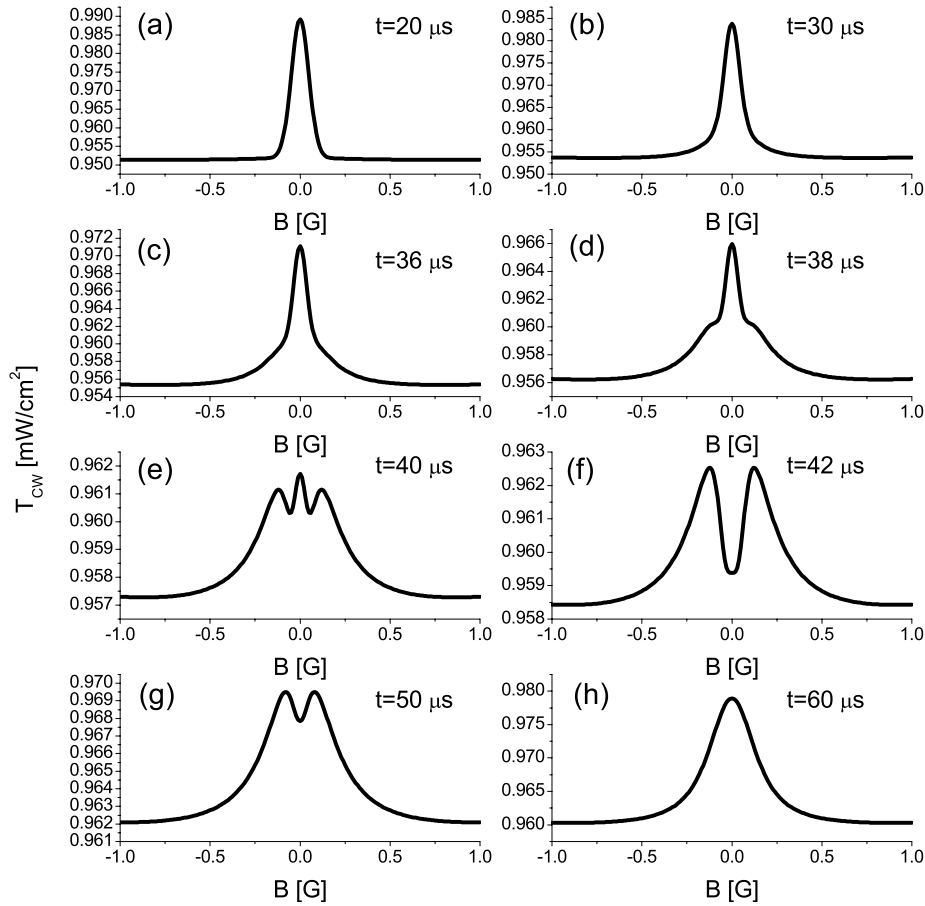 (a) t=20 μs
0.990
0.985
0.980
0.975
0.970
0.965
0.960
0.955
0.950
-1.0 -0.5 0.0 0.5 1.0
B [G]
(b) t=30 μs
0.985
0.980
0.975
0.970
0.965
0.960
0.955
0.950
-1.0 -0.5 0.0 0.5 1.0
B [G]
(c) t=36 μs
0.972
0.970
0.968
0.966
0.964
0.962
0.960
0.958
0.956
0.954
-1.0 -0.5 0.0 0.5 1.0
B [G]
(d) t=38 μs
0.966
0.964
0.962
0.960
0.958
0.956
-1.0 -0.5 0.0 0.5 1.0
B [G]
T_CW [mW/cm²]
(e) t=40 μs
0.962
0.961
0.960
0.959
0.958
0.957
-1.0 -0.5 0.0 0.5 1.0
B [G]
(f) t=42 μs
0.963
0.962
0.961
0.960
0.959
0.958
-1.0 -0.5 0.0 0.5 1.0
B [G]
(g) t=50 μs
0.970
0.969
0.968
0.967
0.966
0.965
0.964
0.963
0.962
0.961
-1.0 -0.5 0.0 0.5 1.0
B [G]
(h) t=60 μs
0.980
0.975
0.970
0.965
0.960
-1.0 -0.5 0.0 0.5 1.0
B [G]